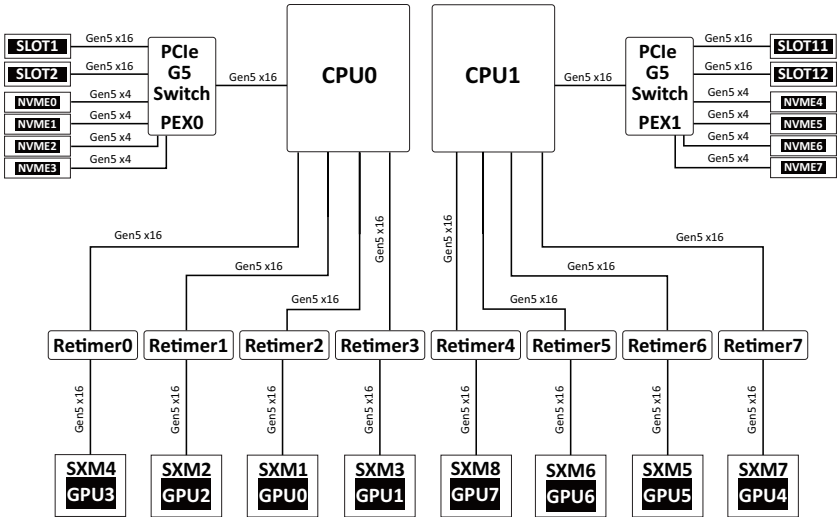 SLOT1
Gen5 x16
SLOT2
Gen5 x16
NVME0
Gen5 x4
NVME1
Gen5 x4
NVME2
Gen5 x4
NVME3
Gen5 x4
PCIe
G5
Switch
PEX0
Gen5 x16
CPU0
CPU1
Gen5 x16
PCIe
G5
Switch
PEX1
Gen5 x16
SLOT11
Gen5 x16
SLOT12
Gen5 x4
NVME4
Gen5 x4
NVME5
Gen5 x4
NVME6
Gen5 x4
NVME7
Gen5 x16
Gen5 x16
Gen5 x16
Gen5 x16
Gen5 x16
Gen5 x16
Gen5 x16
Gen5 x16
Retimer0
Retimer1
Retimer2
Retimer3
Retimer4
Retimer5
Retimer6
Retimer7
Gen5 x16
Gen5 x16
Gen5 x16
Gen5 x16
Gen5 x16
Gen5 x16
Gen5 x16
Gen5 x16
SXM4
GPU3
SXM2
GPU2
SXM1
GPU0
SXM3
GPU1
SXM8
GPU7
SXM6
GPU6
SXM5
GPU5
SXM7
GPU4